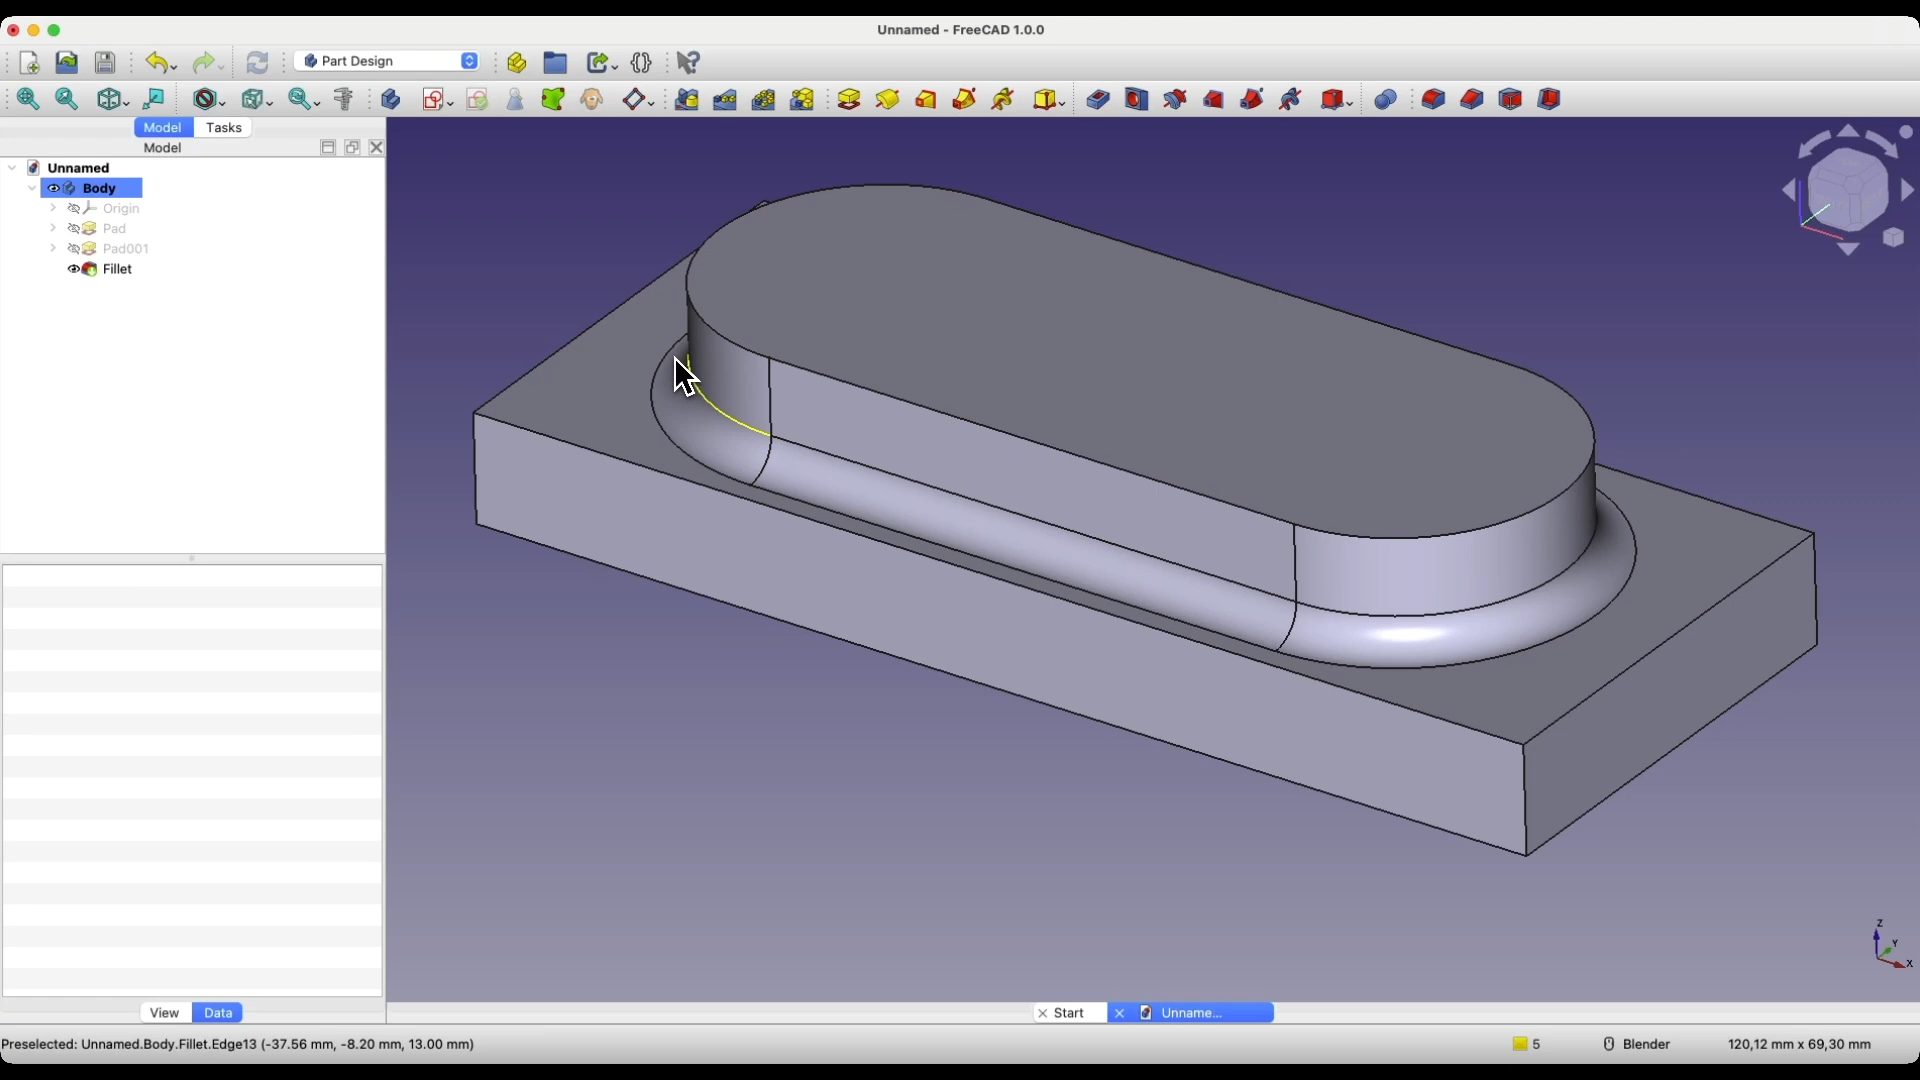 Unnamed - FreeCAD 1.0.0
Part Design
Model
Tasks
Model
Unnamed
Body
Origin
Pad
Pad001
Fillet
Z
Y
X
View
Data
Start
Unname...
Preselected: Unnamed.Body.Fillet.Edge13 (-37.56 mm, -8.20 mm, 13.00 mm)
5
Blender
120,12 mm x 69,30 mm